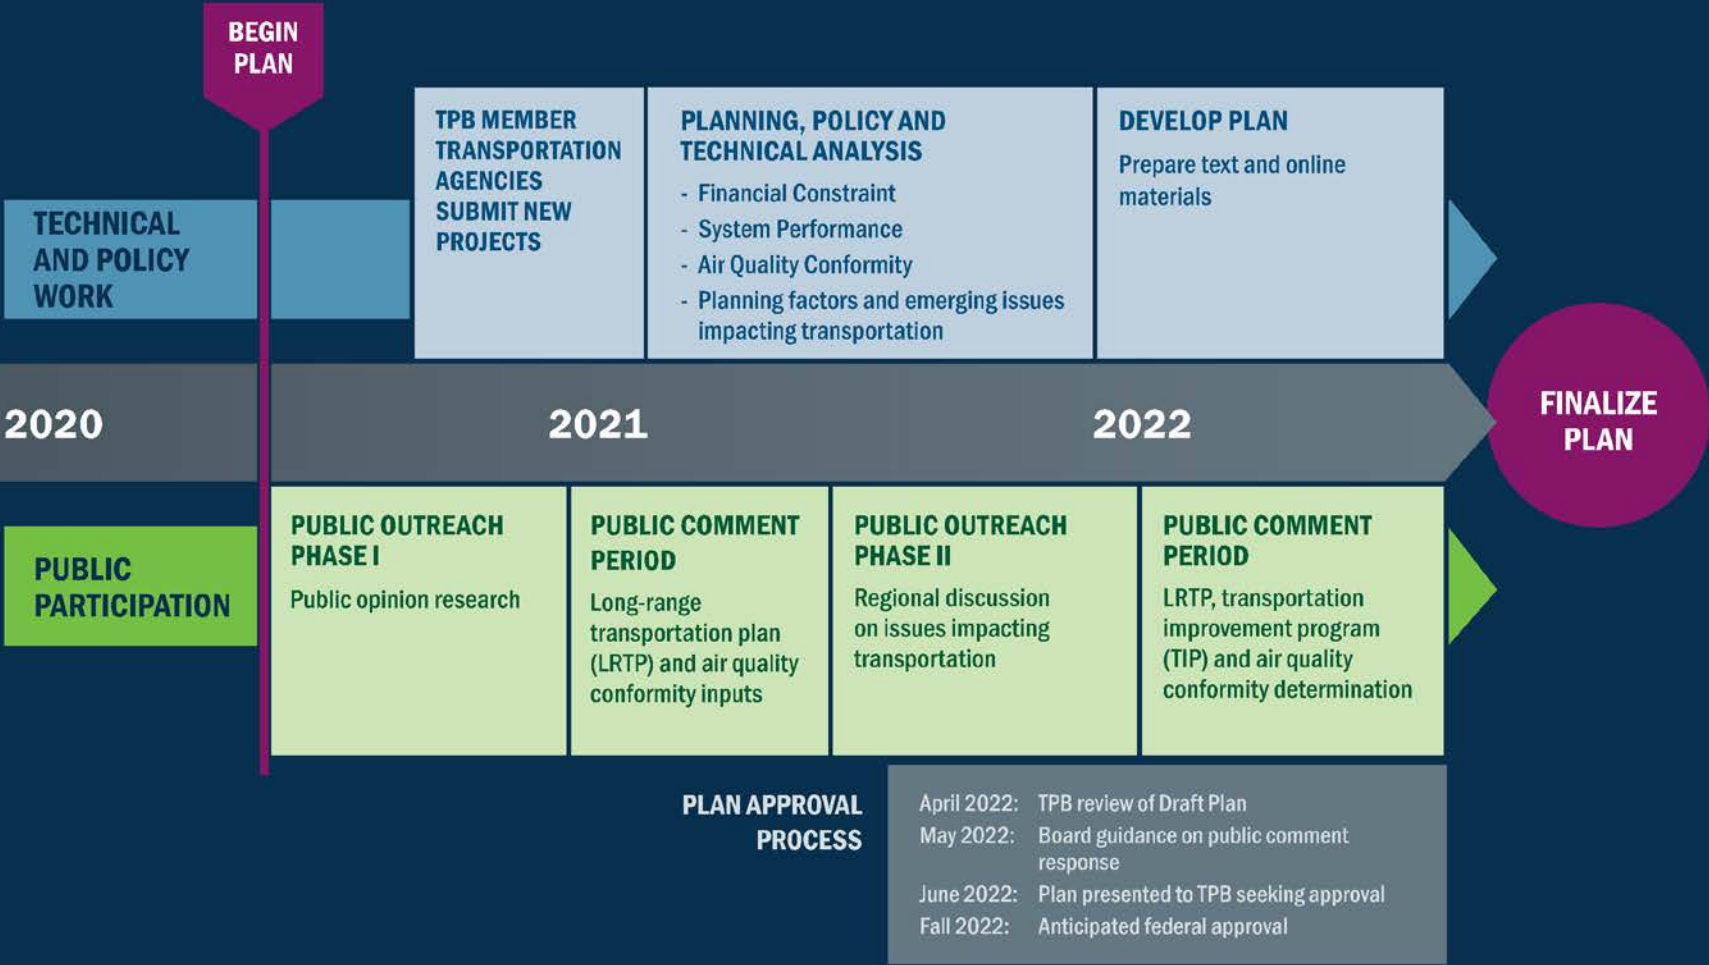 BEGIN
PLAN
TECHNICAL
AND POLICY
WORK
TPB MEMBER
TRANSPORTATION
AGENCIES
SUBMIT NEW
PROJECTS
PLANNING, POLICY AND
TECHNICAL ANALYSIS
- Financial Constraint
- System Performance
- Air Quality Conformity
- Planning factors and emerging issues
impacting transportation
DEVELOP PLAN
Prepare text and online
materials
2020
2021
2022
FINALIZE
PLAN
PUBLIC
PARTICIPATION
PUBLIC OUTREACH
PHASE I
Public opinion research
PUBLIC COMMENT
PERIOD
Long-range
transportation plan
(LRTP) and air quality
conformity inputs
PUBLIC OUTREACH
PHASE II
Regional discussion
on issues impacting
transportation
PUBLIC COMMENT
PERIOD
LRTP, transportation
improvement program
(TIP) and air quality
conformity determination
PLAN APPROVAL
PROCESS
April 2022: TPB review of Draft Plan
May 2022: Board guidance on public comment
response
June 2022: Plan presented to TPB seeking approval
Fall 2022: Anticipated federal approval